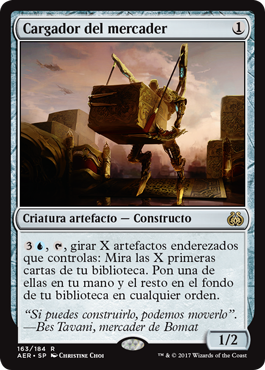 Cargador del mercader 1
Criatura artefacto — Constructo
3, , girar X artefactos enderezados
que controlas: Mira las X primeras
cartas de tu biblioteca. Pon una de
ellas en tu mano y el resto en el fondo
de tu biblioteca en cualquier orden.
“Si puedes construirlo, podemos moverlo”.
—Bes Tavani, mercader de Bomat
1/2
163/184 R
AER • SP Christine Choi
™ & © 2017 Wizards of the Coast